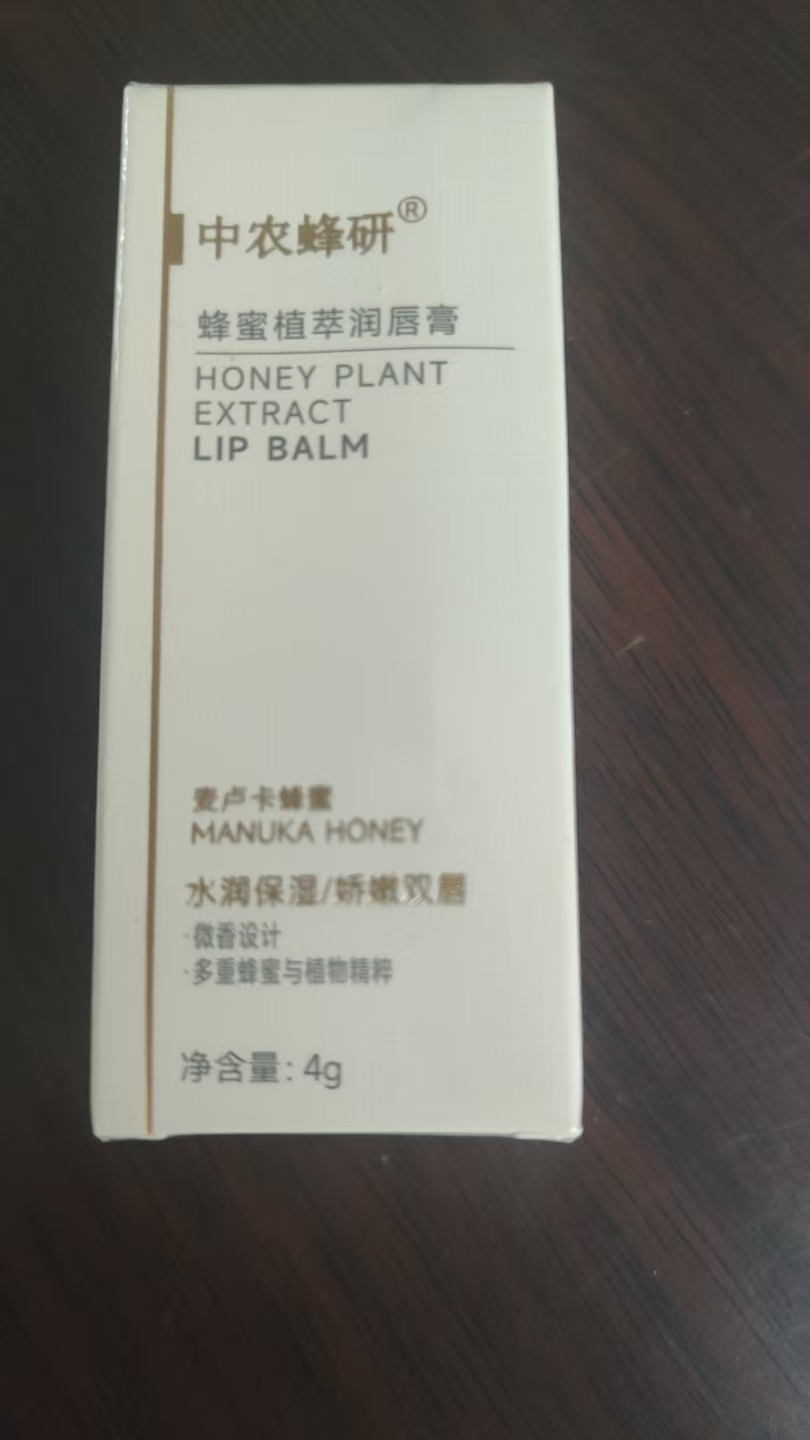 中农蜂研®
蜂蜜植萃润唇膏
HONEY PLANT
EXTRACT
LIP BALM
麦卢卡蜂蜜
MANUKA HONEY
水润保湿/娇嫩双唇
·微香设计
·多重蜂蜜与植物精粹
净含量: 4g